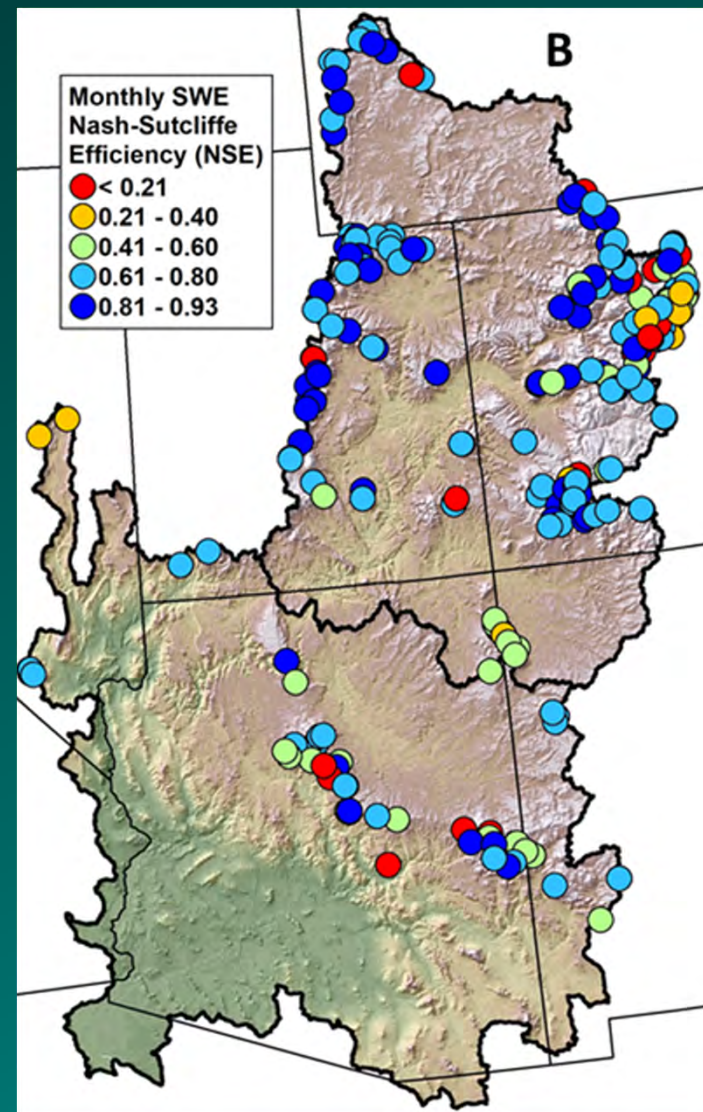 B
Monthly SWE
Nash-Sutcliffe
Efficiency (NSE)
< 0.21
0.21 - 0.40
0.41 - 0.60
0.61 - 0.80
0.81 - 0.93